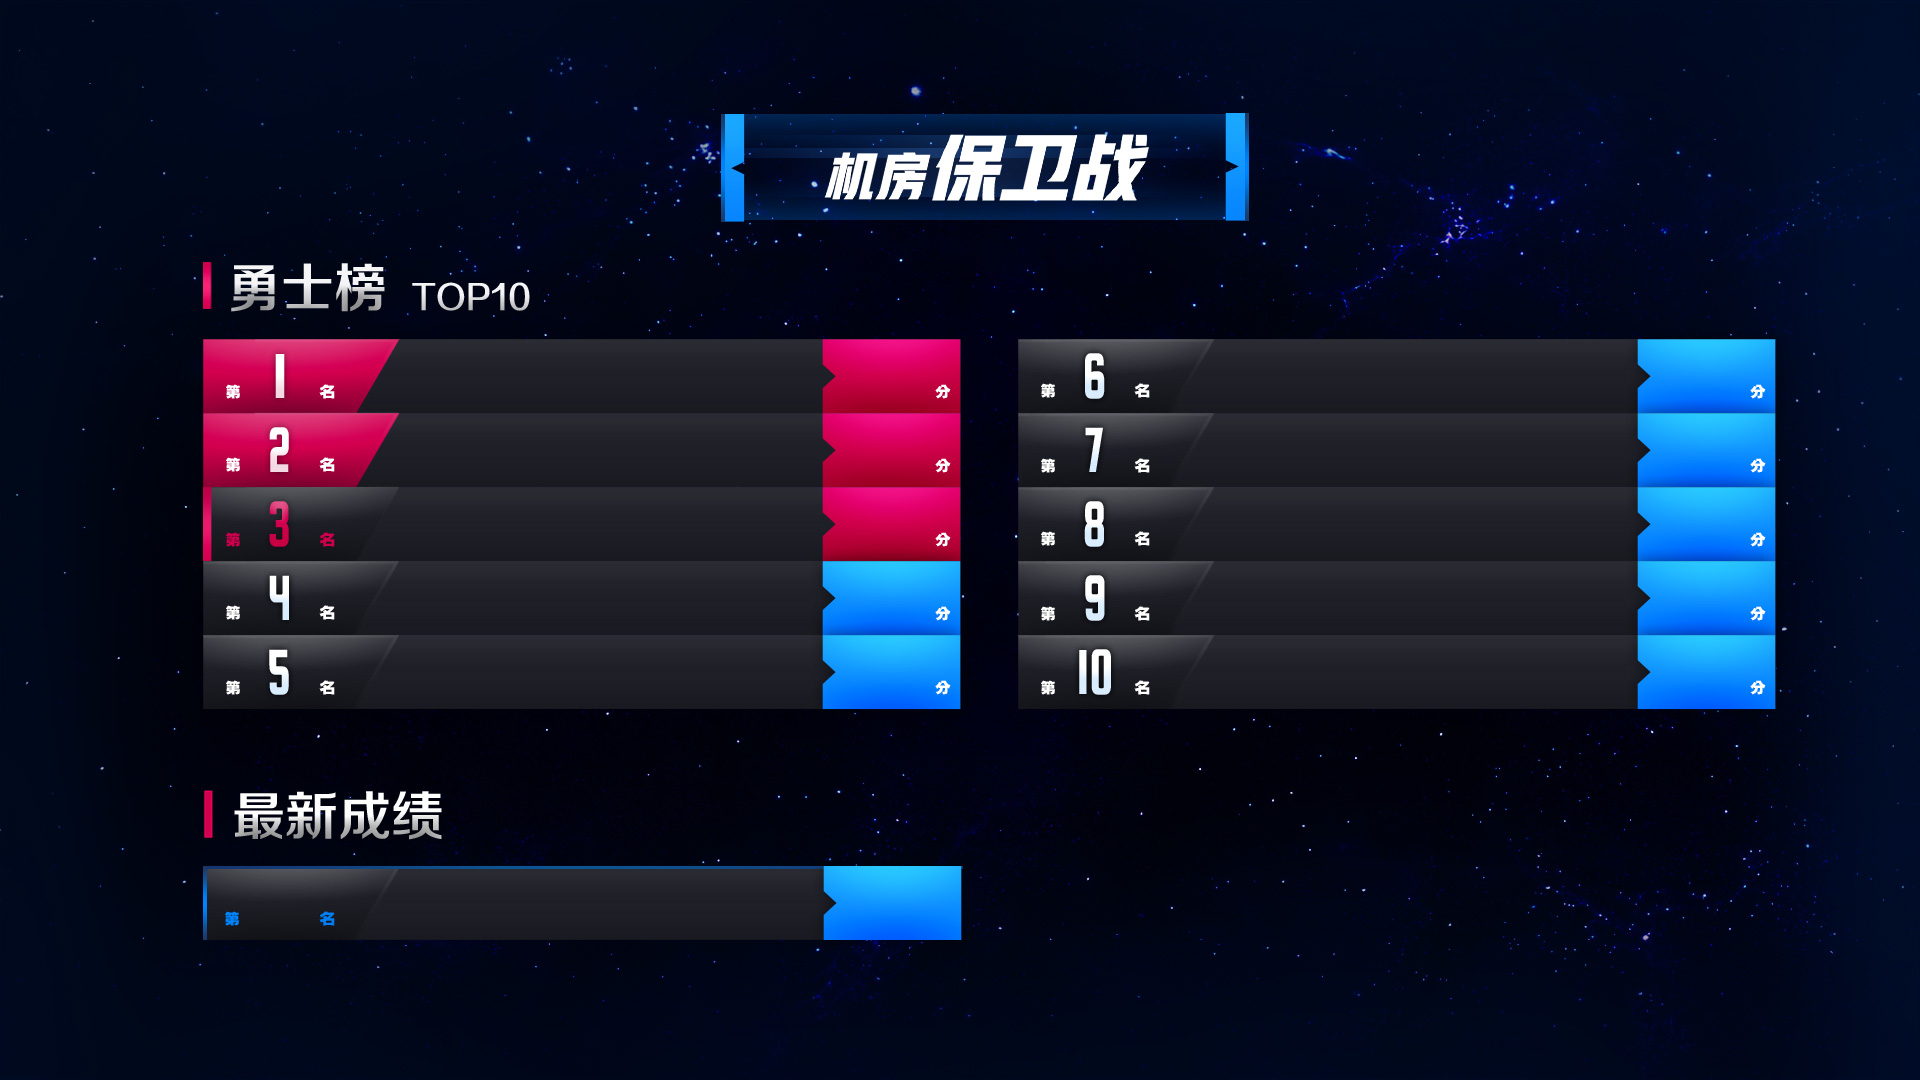 机房保卫战
勇士榜 TOP10
第 1 名 分
第 2 名 分
第 3 名 分
第 4 名 分
第 5 名 分
第 6 名 分
第 7 名 分
第 8 名 分
第 9 名 分
第 10 名 分
最新成绩
第 名